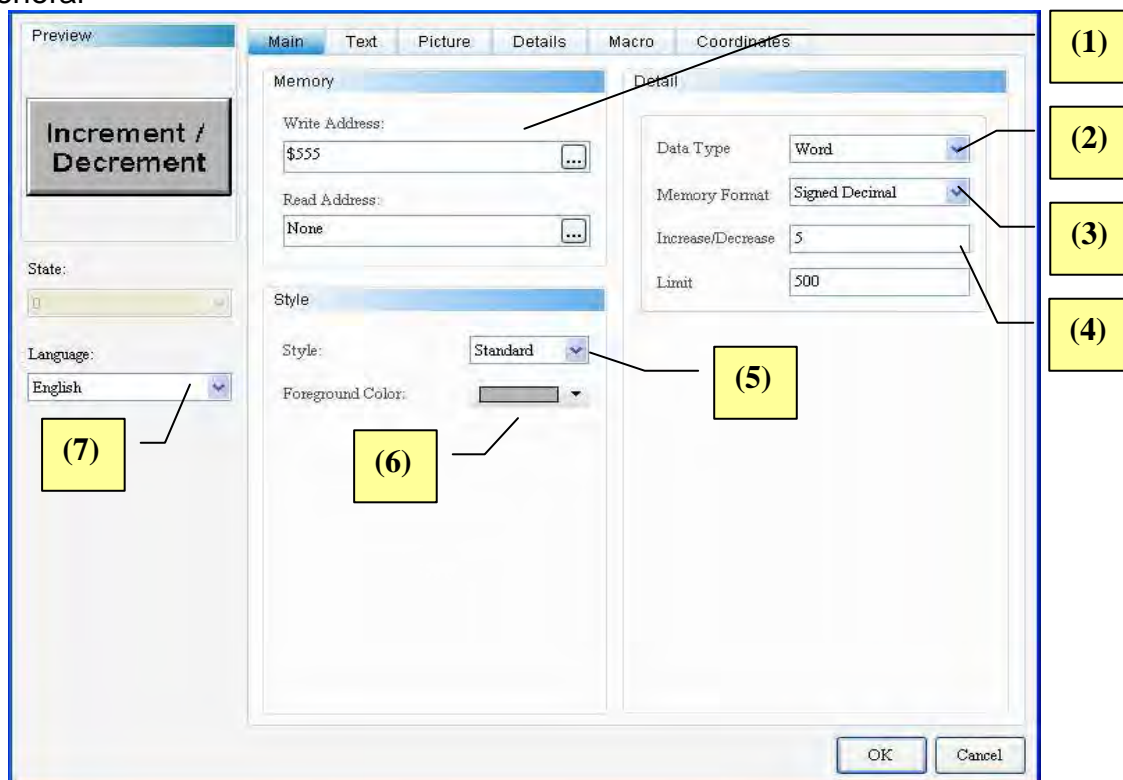 eneral
Preview
Main Text Picture Details Macro Coordinates
(1)
Memory
Detail
Increment /
Decrement
Write Address:
$555 ...
Read Address:
None ...
Data Type Word
(2)
Memory Format Signed Decimal
(3)
Increase/Decrease 5
Limit 500
(4)
State:
0
Style
Language:
English
Style: Standard
(5)
Foreground Color:
(6)
(7)
OK Cancel